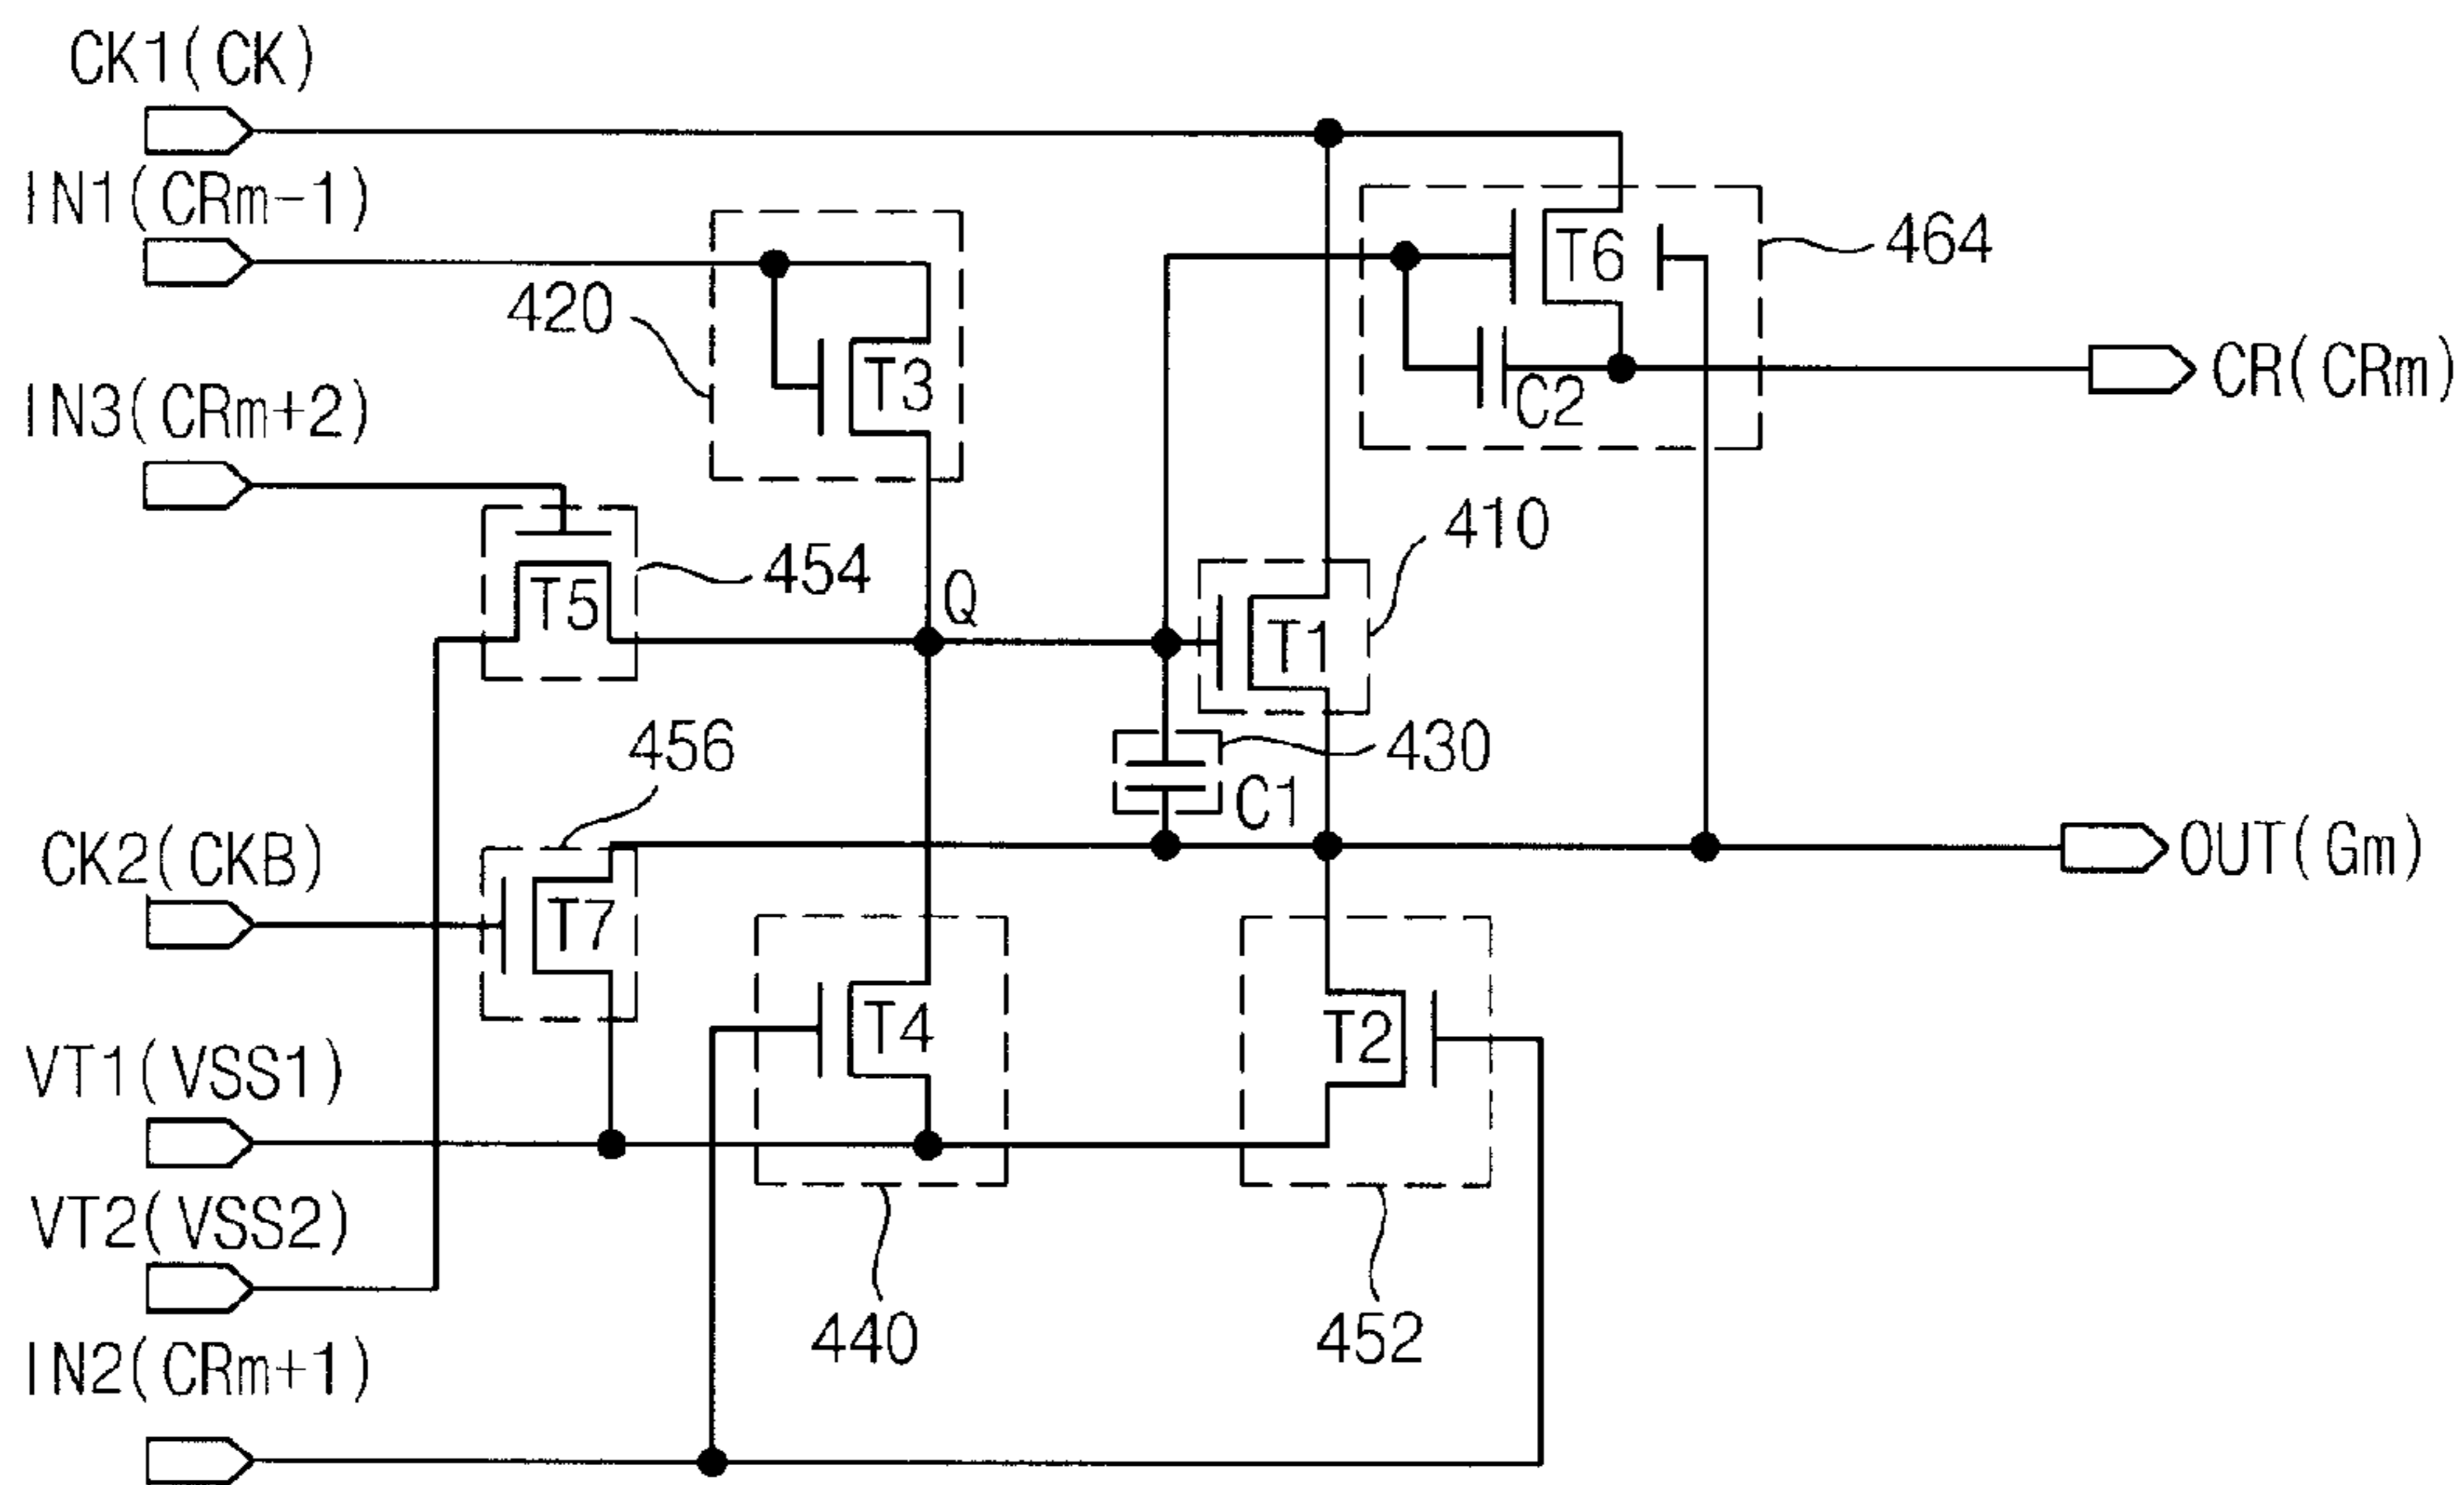 CK1(CK)
IN1(CRm-1)
T6
464
420
T3
CR(CRm)
IN3(CRm+2)
C2
410
454
Q
T5
T1
456
430
C1
CK2(CKB)
OUT(Gm)
T7
T4
T2
VT1(VSS1)
VT2(VSS2)
440
452
IN2(CRm+1)